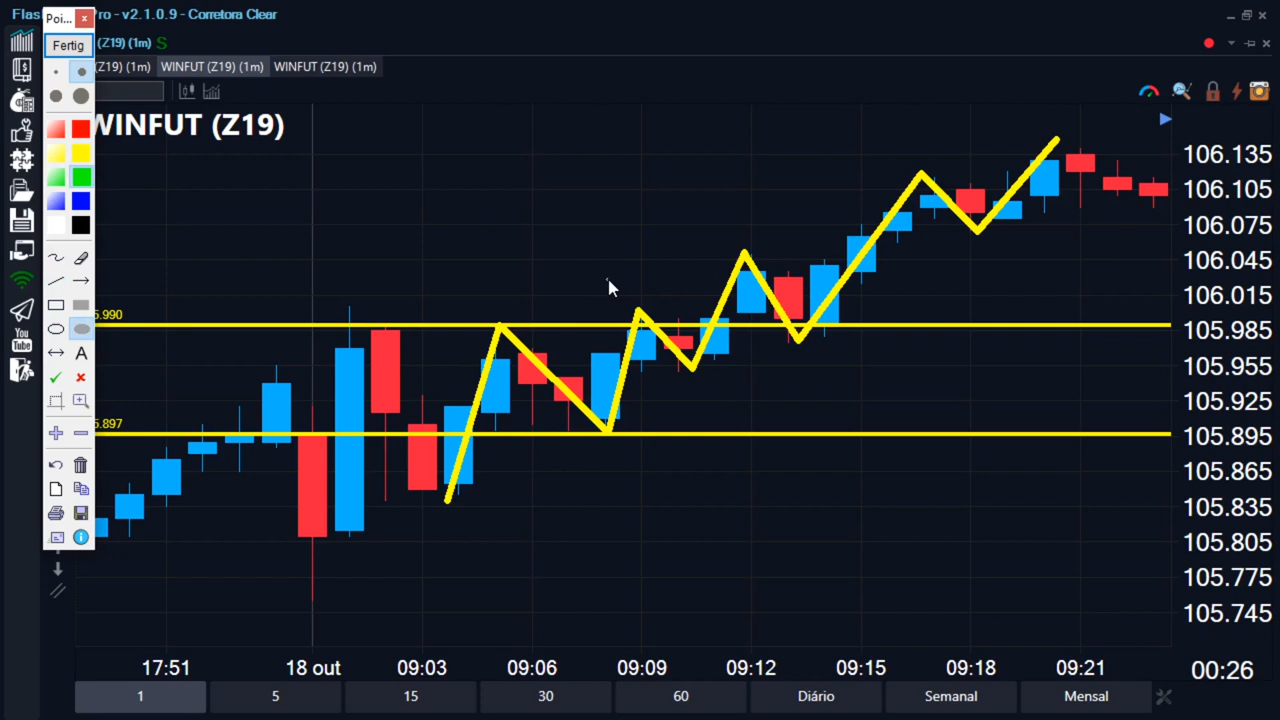 Flas
Poi...
Pro - v2.1.0.9 - Corretora Clear
Fertig
(Z19) (1m) S
(Z19) (1m) WINFUT (Z19) (1m) WINFUT (Z19) (1m)
WINFUT (Z19)
106.135
106.105
106.075
106.045
106.015
5.990
105.985
105.955
105.925
5.897
105.895
105.865
105.835
105.805
105.775
105.745
A
You
Tube
17:51 18 out 09:03 09:06 09:09 09:12 09:15 09:18 09:21 00:26
1 5 15 30 60 Diário Semanal Mensal